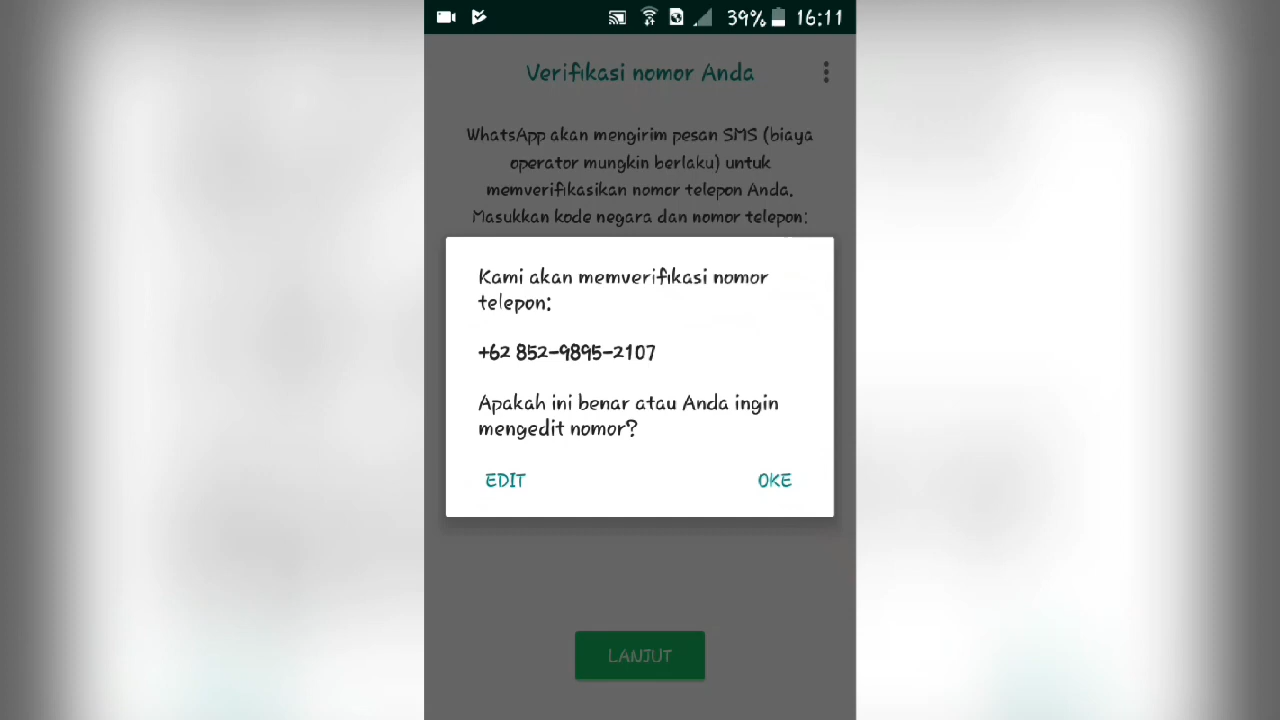 39% 16:11
Verifikasi nomor Anda
WhatsApp akan mengirim pesan SMS (biaya
operator mungkin berlaku) untuk
memverifikasikan nomor telepon Anda.
Masukkan kode negara dan nomor telepon:
Kami akan memverifikasi nomor
telepon:
+62 852-9895-2107
Apakah ini benar atau Anda ingin
mengedit nomor?
EDIT OKE
LANJUT